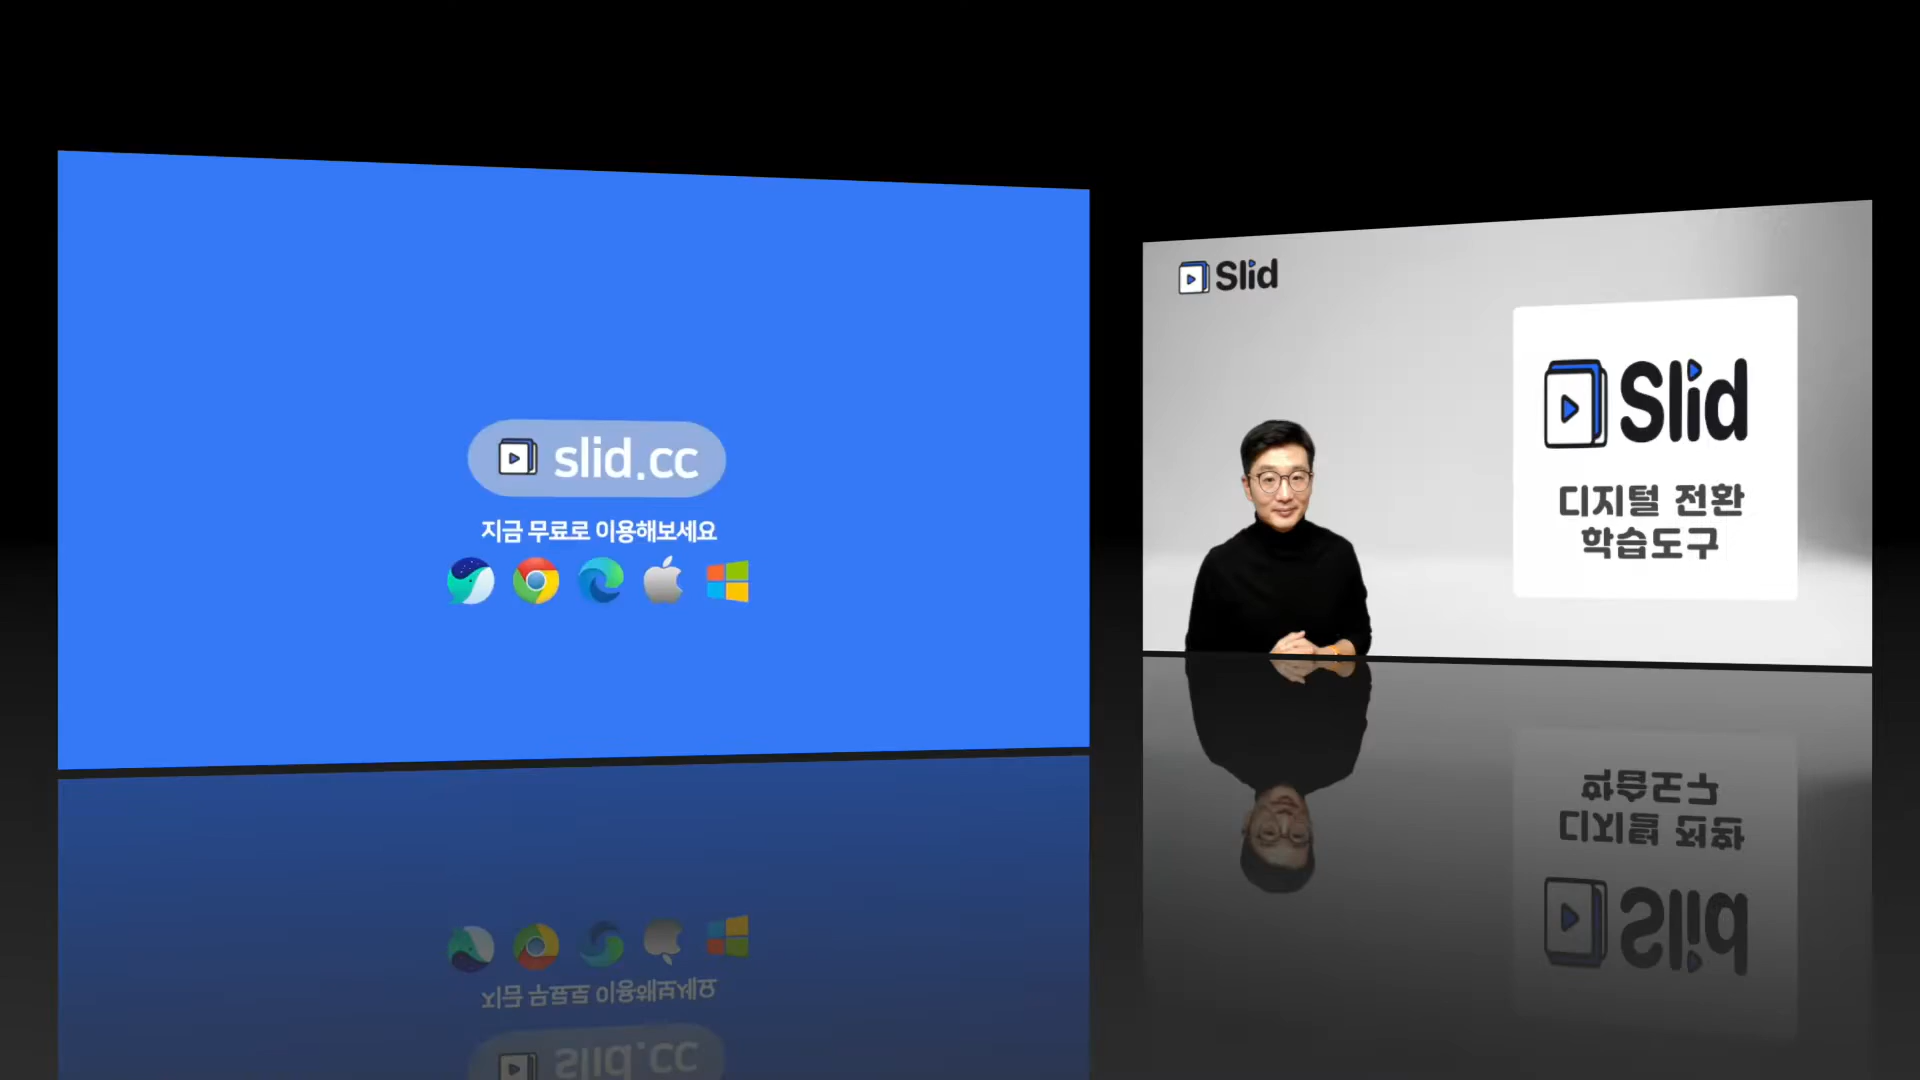 slid.cc
지금 무료로 이용해보세요
Slid
Slid
디지털 전환
학습도구